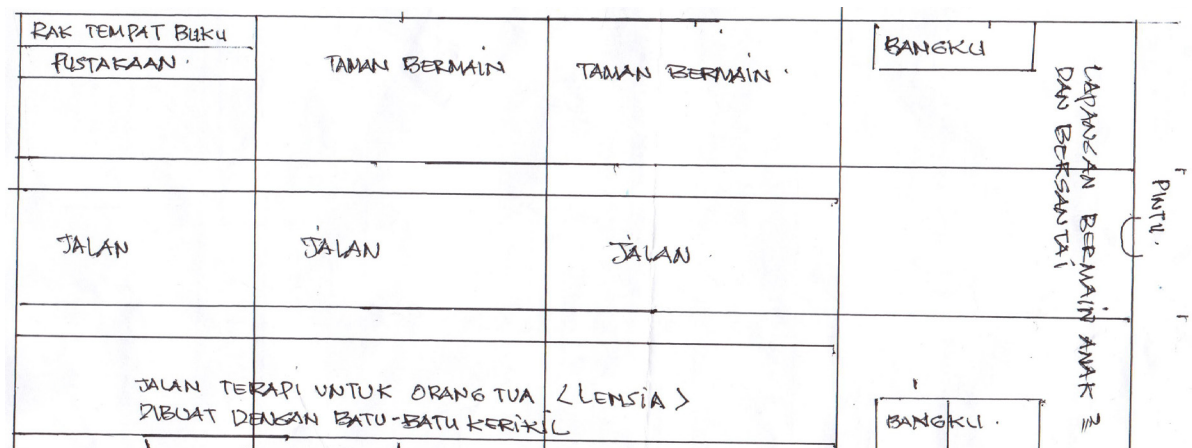 RAK TEMPAT BUKU
PUSTAKAAN.
TAMAN BERMAIN
TAMAN BERMAIN.
BANGKU
LAPANGAN BERMAIN ANAK ²
DAN BERSANTAI
PINTU.
JALAN
JALAN
JALAN.
JALAN TERAPI UNTUK ORANG TUA <LENSIA>
DIBUAT DENGAN BATU-BATU KERIKIL
BANGKU.